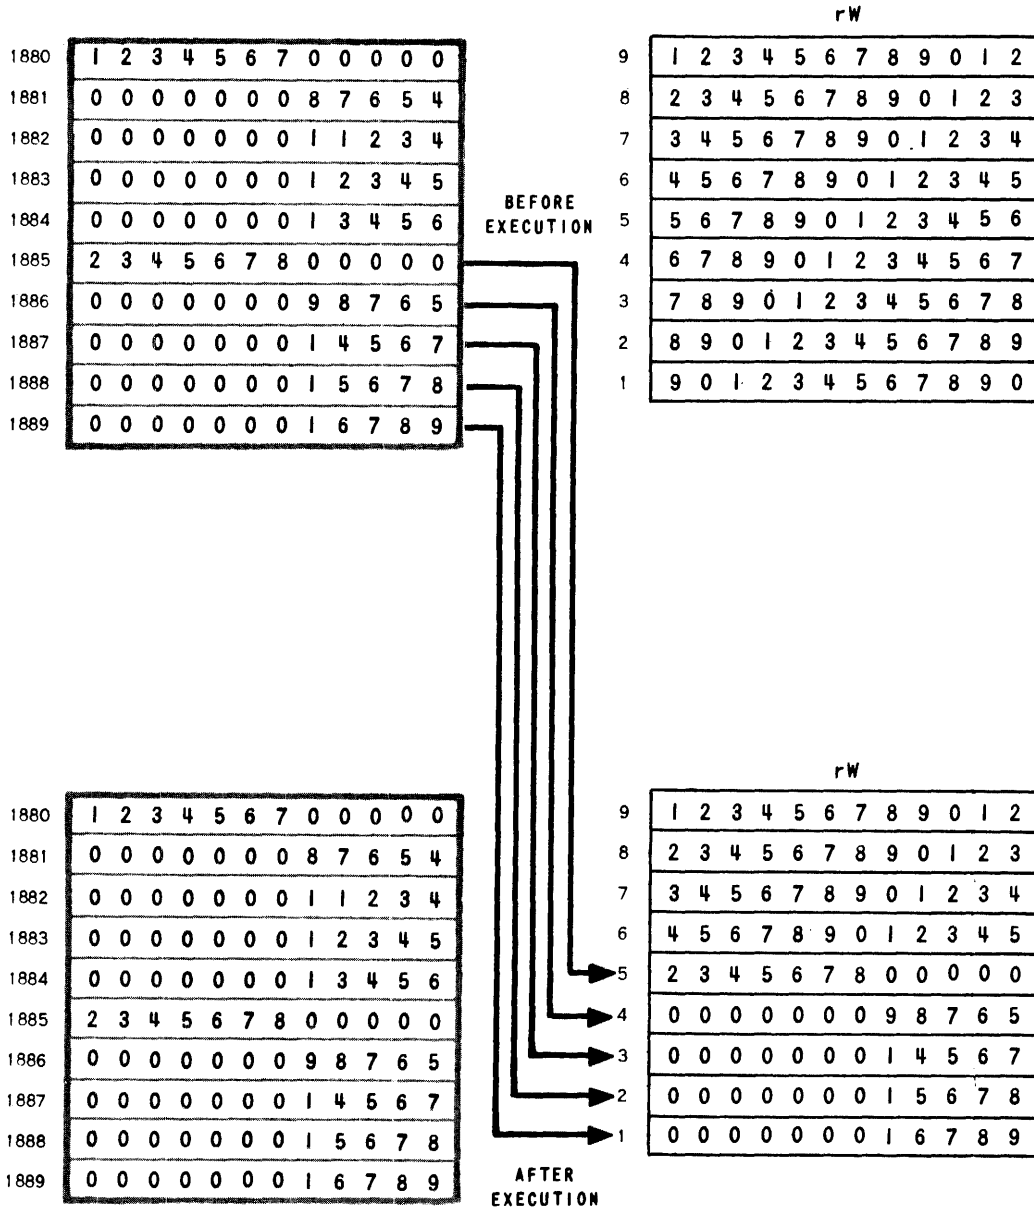 rW
1880 1 2 3 4 5 6 7 0 0 0 0 0 9 1 2 3 4 5 6 7 8 9 0 1 2
1881 0 0 0 0 0 0 0 8 7 6 5 4 8 2 3 4 5 6 7 8 9 0 1 2 3
1882 0 0 0 0 0 0 0 1 1 2 3 4 7 3 4 5 6 7 8 9 0 1 2 3 4
1883 0 0 0 0 0 0 0 1 2 3 4 5 6 4 5 6 7 8 9 0 1 2 3 4 5
BEFORE
1884 0 0 0 0 0 0 0 1 3 4 5 6 EXECUTION 5 5 6 7 8 9 0 1 2 3 4 5 6
1885 2 3 4 5 6 7 8 0 0 0 0 0 4 6 7 8 9 0 1 2 3 4 5 6 7
1886 0 0 0 0 0 0 0 9 8 7 6 5 3 7 8 9 0 1 2 3 4 5 6 7 8
1887 0 0 0 0 0 0 0 1 4 5 6 7 2 8 9 0 1 2 3 4 5 6 7 8 9
1888 0 0 0 0 0 0 0 1 5 6 7 8 1 9 0 1 2 3 4 5 6 7 8 9 0
1889 0 0 0 0 0 0 0 1 6 7 8 9
rW
1880 1 2 3 4 5 6 7 0 0 0 0 0 9 1 2 3 4 5 6 7 8 9 0 1 2
1881 0 0 0 0 0 0 0 8 7 6 5 4 8 2 3 4 5 6 7 8 9 0 1 2 3
1882 0 0 0 0 0 0 0 1 1 2 3 4 7 3 4 5 6 7 8 9 0 1 2 3 4
1883 0 0 0 0 0 0 0 1 2 3 4 5 6 4 5 6 7 8 9 0 1 2 3 4 5
1884 0 0 0 0 0 0 0 1 3 4 5 6 5 2 3 4 5 6 7 8 0 0 0 0 0
1885 2 3 4 5 6 7 8 0 0 0 0 0 4 0 0 0 0 0 0 0 9 8 7 6 5
1886 0 0 0 0 0 0 0 9 8 7 6 5 3 0 0 0 0 0 0 0 1 4 5 6 7
1887 0 0 0 0 0 0 0 1 4 5 6 7 2 0 0 0 0 0 0 0 1 5 6 7 8
1888 0 0 0 0 0 0 0 1 5 6 7 8 1 0 0 0 0 0 0 0 1 6 7 8 9
1889 0 0 0 0 0 0 0 1 6 7 8 9 AFTER
EXECUTION